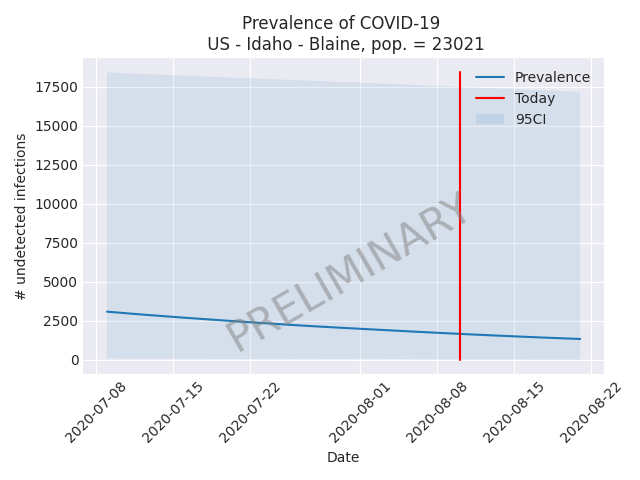 Prevalence of COVID-19
US - Idaho - Blaine, pop. = 23021
Prevalence
Today
95CI
17500
15000
12500
10000
7500
5000
2500
0
# undetected infections
PRELIMINARY
2020-07-08
2020-07-15
2020-07-22
2020-08-01
2020-08-08
2020-08-15
2020-08-22
Date